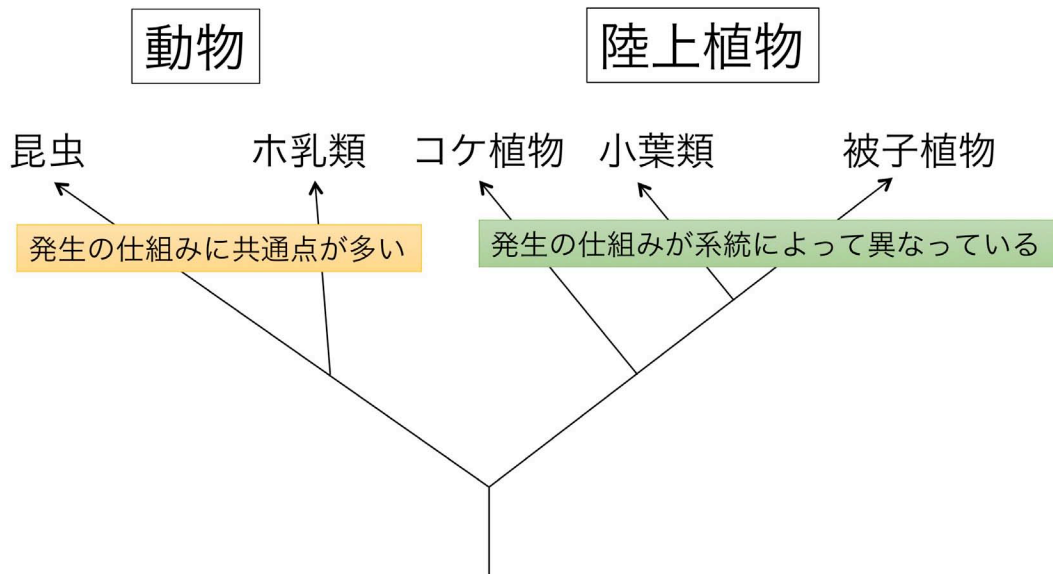 動物
陸上植物
昆虫
ホ乳類
コケ植物
小葉類
被子植物
発生の仕組みに共通点が多い
発生の仕組みが系統によって異なっている